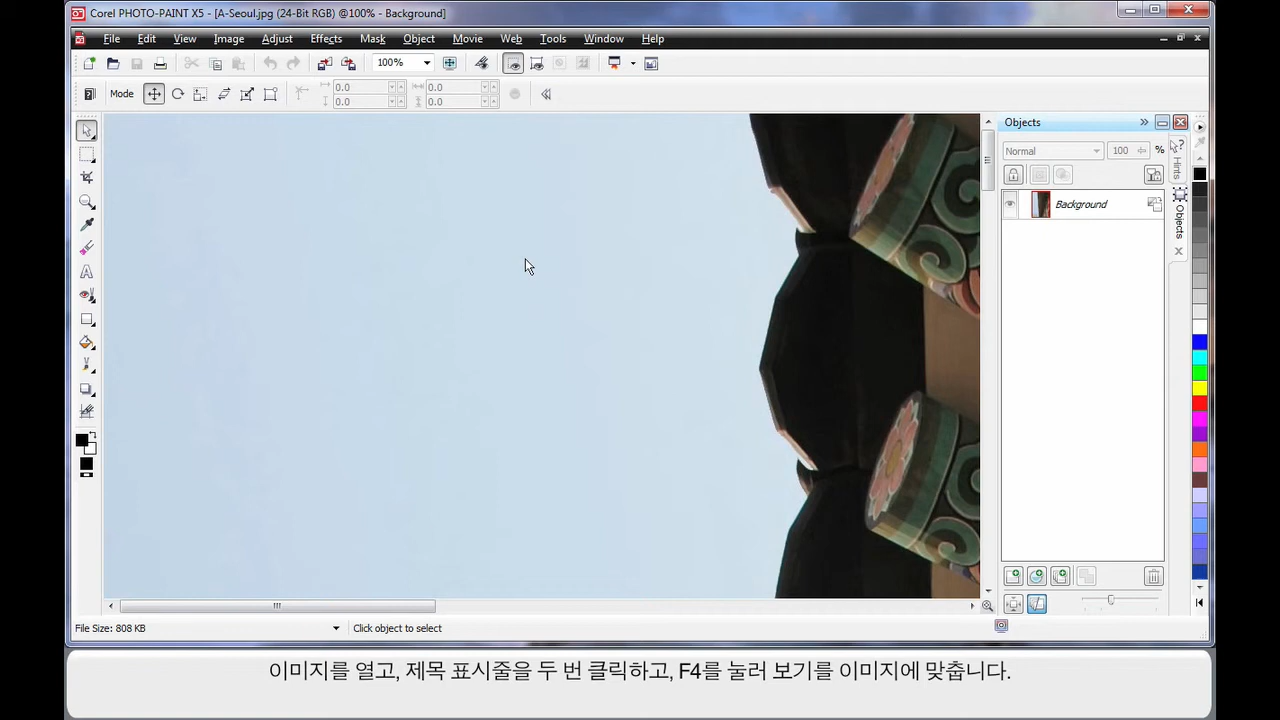 Corel PHOTO-PAINT X5 - [A-Seoul.jpg (24-Bit RGB) @100% - Background]
File Edit View Image Adjust Effects Mask Object Movie Web Tools Window Help
100%
Mode 0.0 0.0
0.0 0.0
Objects
Normal 100 %
Background
Hints
Objects
File Size: 808 KB Click object to select
이미지를 열고, 제목 표시줄을 두 번 클릭하고, F4를 눌러 보기를 이미지에 맞춥니다.